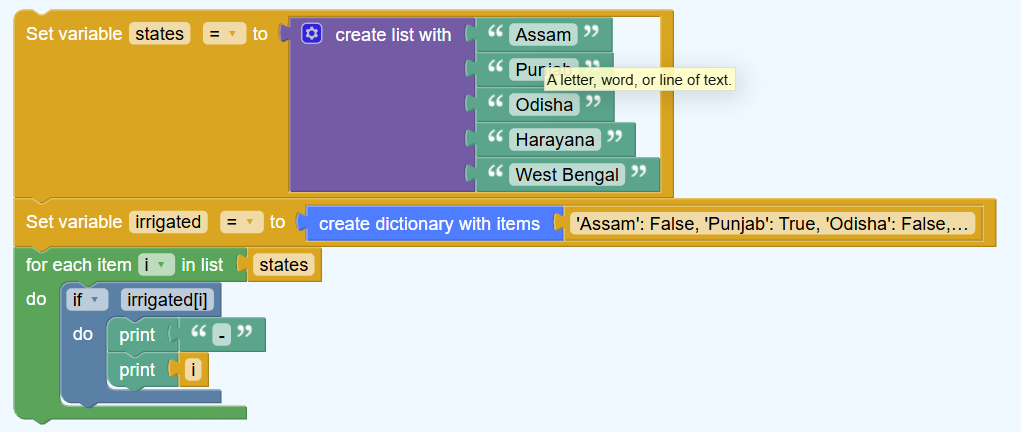 Set variable states = to create list with “ Assam ”
“ Punjab ”
A letter, word, or line of text.
“ Odisha ”
“ Harayana ”
“ West Bengal ”
Set variable irrigated = to create dictionary with items 'Assam': False, 'Punjab': True, 'Odisha': False,...
for each item i in list states
do if irrigated[i]
do print “ - ”
print i